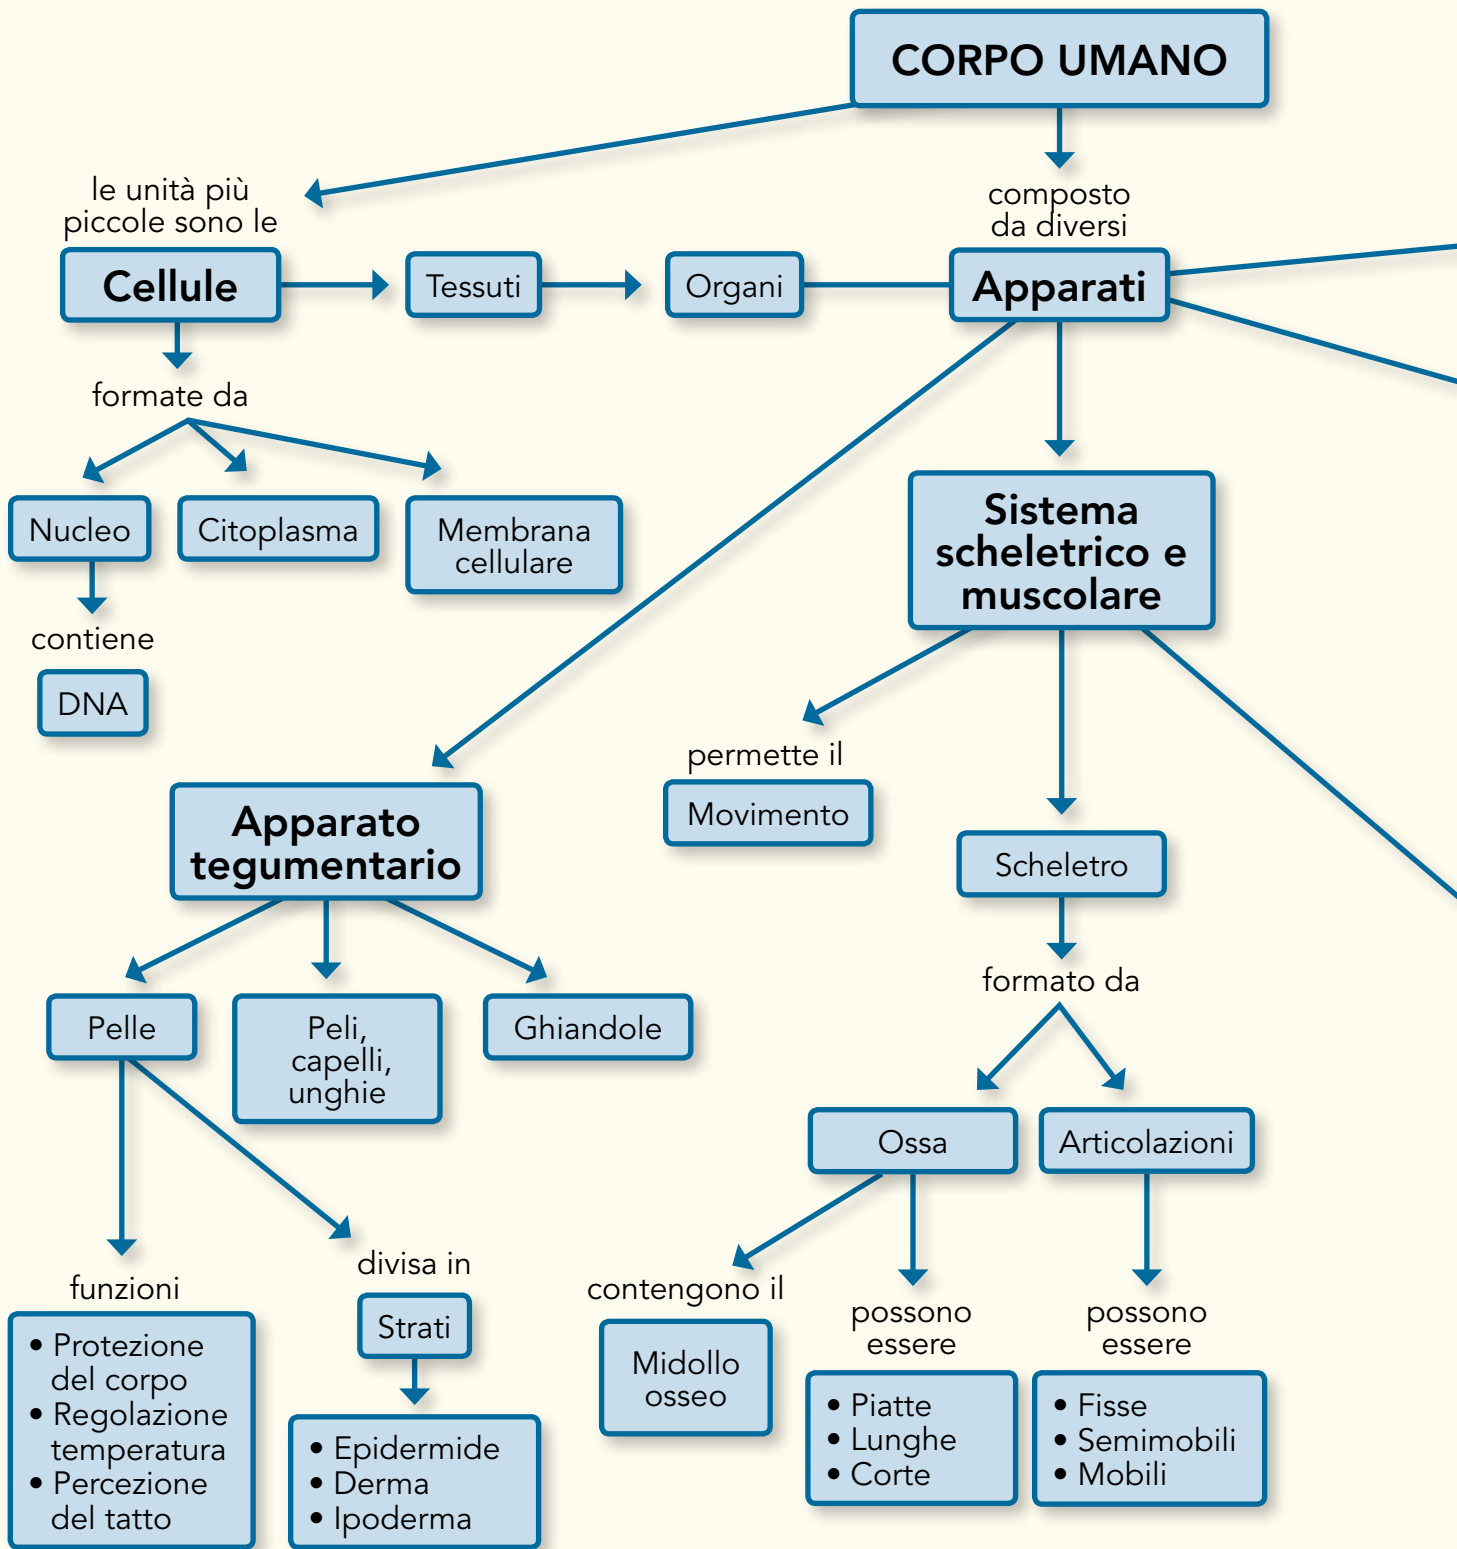 CORPO UMANO
le unità più
piccole sono le
Cellule
Tessuti
Organi
composto
da diversi
Apparati
formate da
Nucleo
Citoplasma
Membrana
cellulare
contiene
DNA
Sistema
scheletrico e
muscolare
permette il
Movimento
Scheletro
formato da
Ossa
Articolazioni
contengono il
Midollo
osseo
possono
essere
• Piatte
• Lunghe
• Corte
possono
essere
• Fisse
• Semimobili
• Mobili
Apparato
tegumentario
Pelle
Peli,
capelli,
unghie
Ghiandole
funzioni
• Protezione
del corpo
• Regolazione
temperatura
• Percezione
del tatto
divisa in
Strati
• Epidermide
• Derma
• Ipoderma